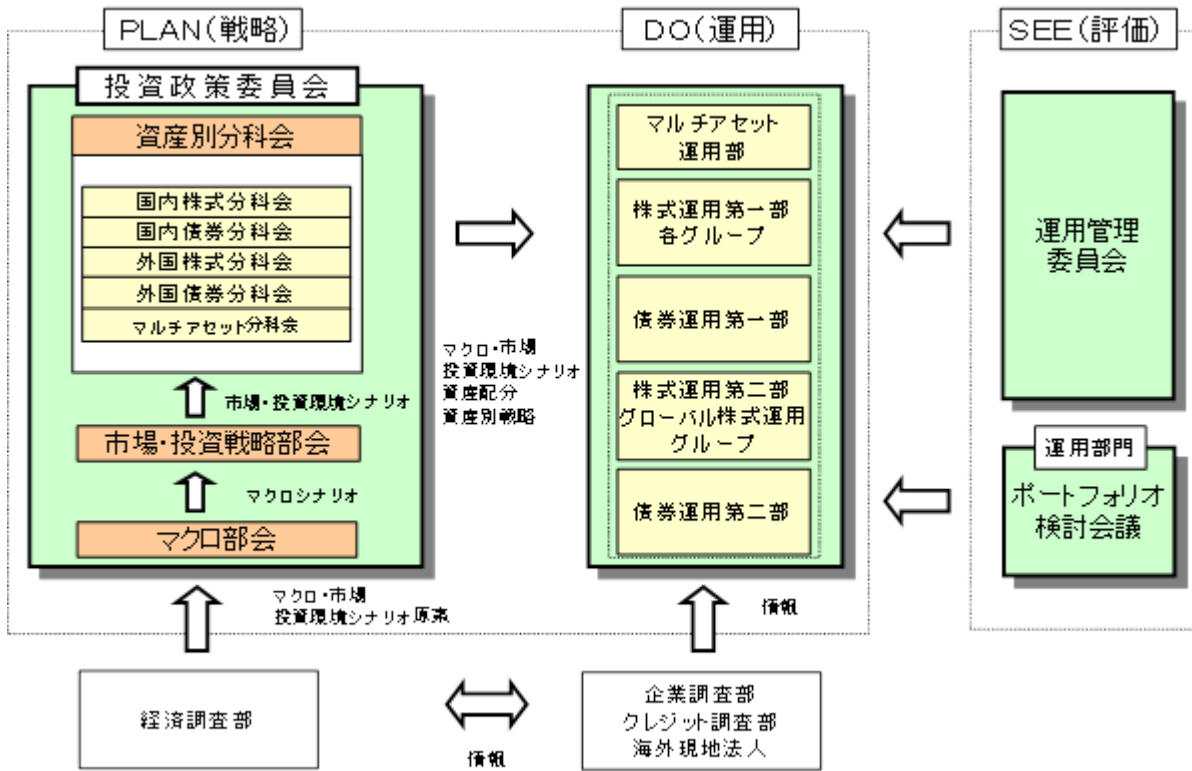 PLAN(戦略)
投資政策委員会
資産別分科会
国内株式分科会
国内債券分科会
外国株式分科会
外国債券分科会
マルチアセット分科会
市場・投資環境シナリオ
市場・投資戦略部会
マクロシナリオ
マクロ部会
マクロ・市場
投資環境シナリオ
資産配分
資産別戦略
DO(運用)
マルチアセット
運用部
株式運用第一部
各グループ
債券運用第一部
株式運用第二部
グローバル株式運用
グループ
債券運用第二部
SEE(評価)
運用管理
委員会
運用部門
ポートフォリオ
検討会議
マクロ・市場
投資環境シナリオ原案
情報
経済調査部
情報
企業調査部
クレジット調査部
海外現地法人